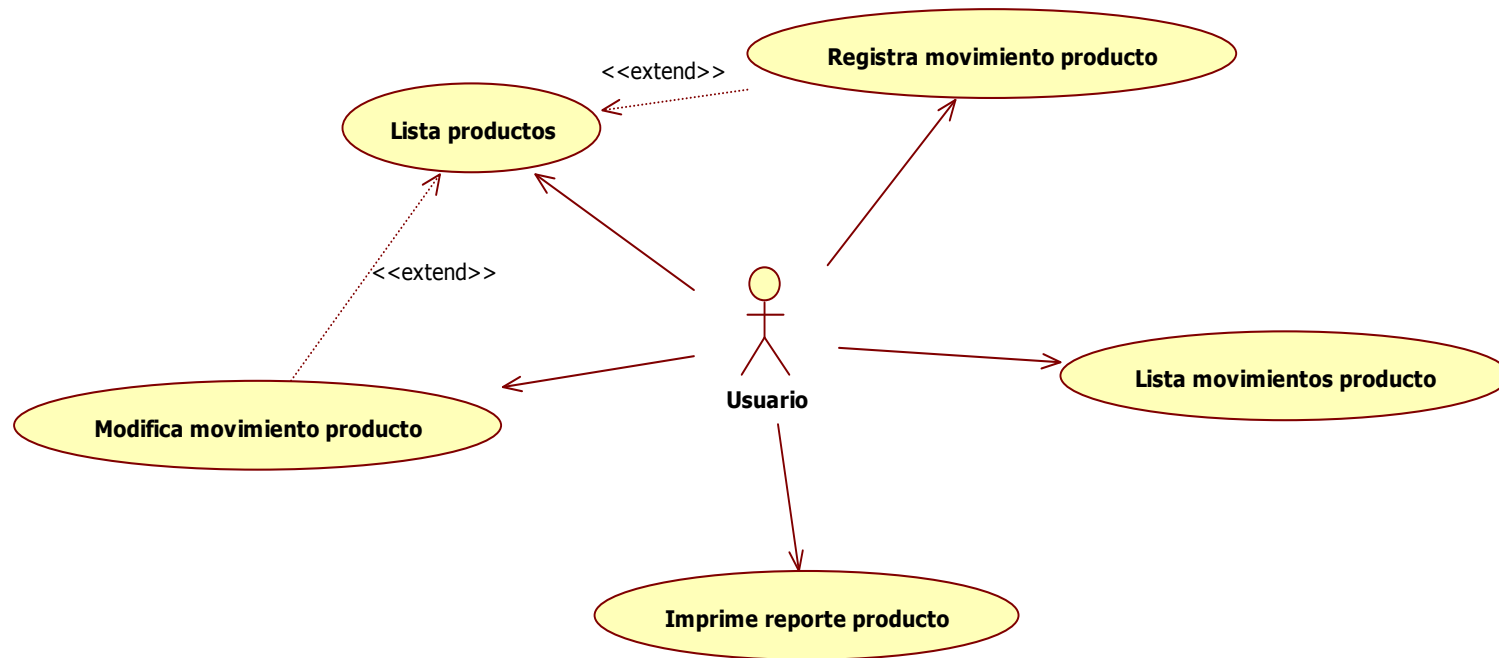 Registra movimiento producto
<<extend>>
Lista productos
<<extend>>
Lista movimientos producto
Usuario
Modifica movimiento producto
Imprime reporte producto